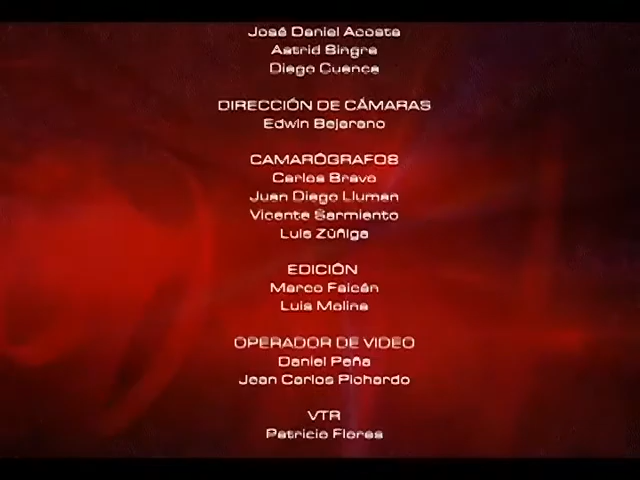 José Daniel Acosta
Astrid Singre
Diego Cuenca
DIRECCIÓN DE CÁMARAS
Edwin Bejarano
CAMARÓGRAFOS
Carlos Bravo
Juan Diego Lluman
Vicente Sarmiento
Luis Zúñiga
EDICIÓN
Marco Falcán
Luis Molina
OPERADOR DE VIDEO
Daniel Peña
Jean Carlos Pichardo
VTR
Patricio Flores